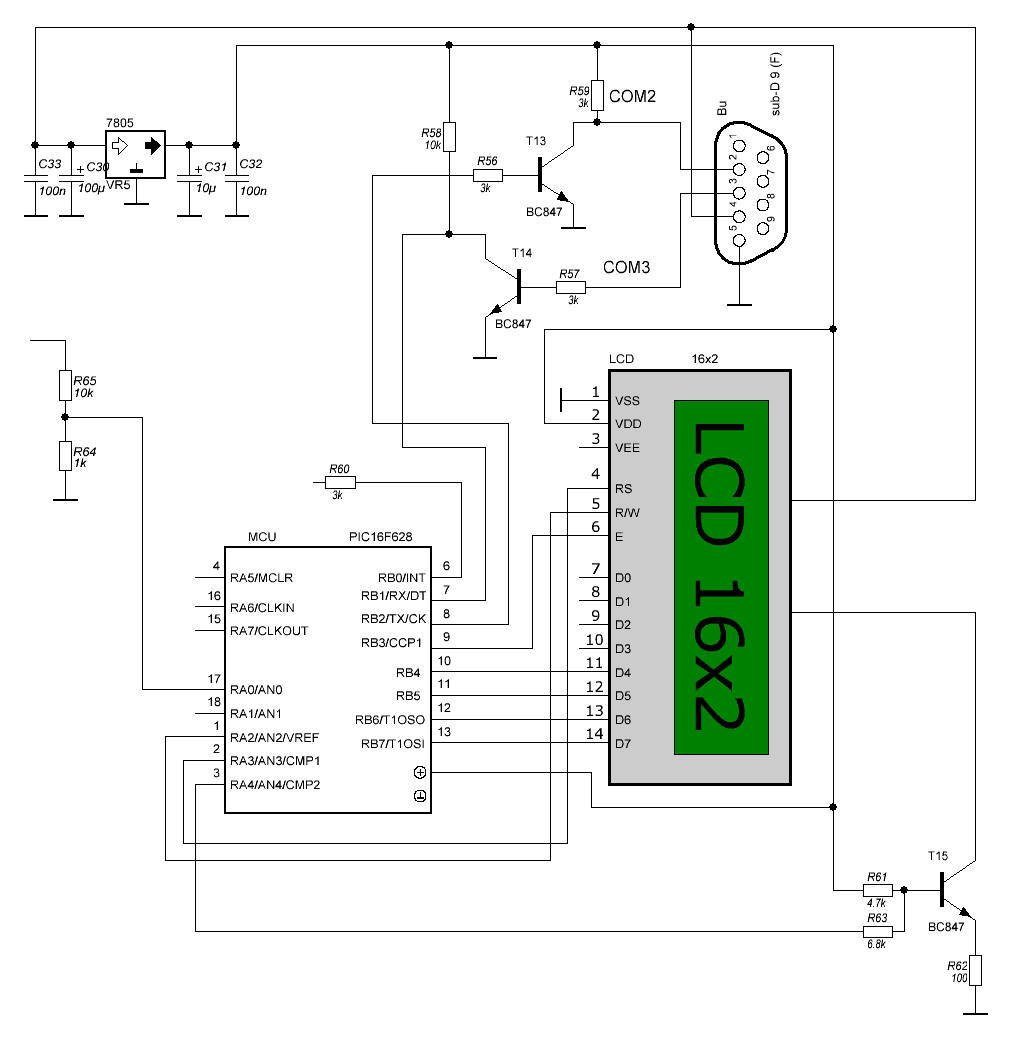 sub-D 9 (F)
Bu
1
2
3
4
5
6
7
8
9
R59
3k
COM2
7805
VR5
C33
100n
C30
100µ
C31
10µ
C32
100n
R58
10k
T13
R56
3k
BC847
T14
COM3
R57
3k
BC847
LCD 16x2
1 VSS
2 VDD
3 VEE
4 RS
5 R/W
6 E
7 D0
8 D1
9 D2
10 D3
11 D4
12 D5
13 D6
14 D7
LCD 16x2
R65
10k
R64
1k
R60
3k
MCU PIC16F628
4 RA5/MCLR
16 RA6/CLKIN
15 RA7/CLKOUT
17 RA0/AN0
18 RA1/AN1
1 RA2/AN2/VREF
2 RA3/AN3/CMP1
3 RA4/AN4/CMP2
RB0/INT 6
RB1/RX/DT 7
RB2/TX/CK 8
RB3/CCP1 9
RB4 10
RB5 11
RB6/T1OSO 12
RB7/T1OSI 13
T15
R61
4.7k
R63
6.8k
BC847
R62
100